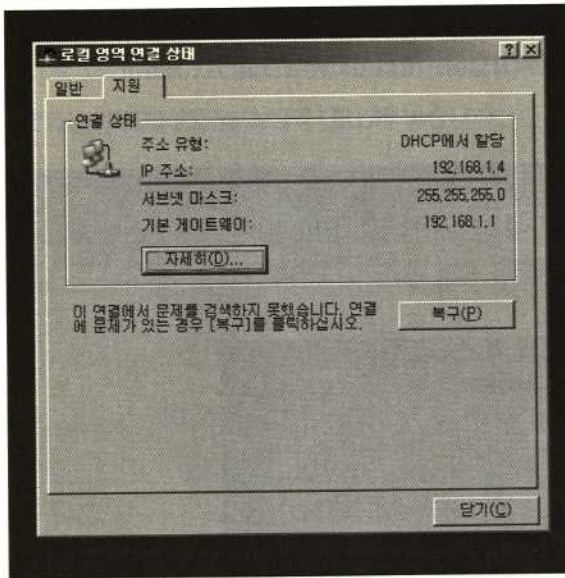 로컬 영역 연결 상태
일반 지원
연결 상태
주소 유형: DHCP에서 할당
IP 주소: 192.168.1.4
서브넷 마스크: 255.255.255.0
기본 게이트웨이: 192.168.1.1
자세히(D)...
이 연결에서 문제를 검색하지 못했습니다. 연결
에 문제가 있는 경우 [복구]를 클릭하십시오.
복구(P)
닫기(C)